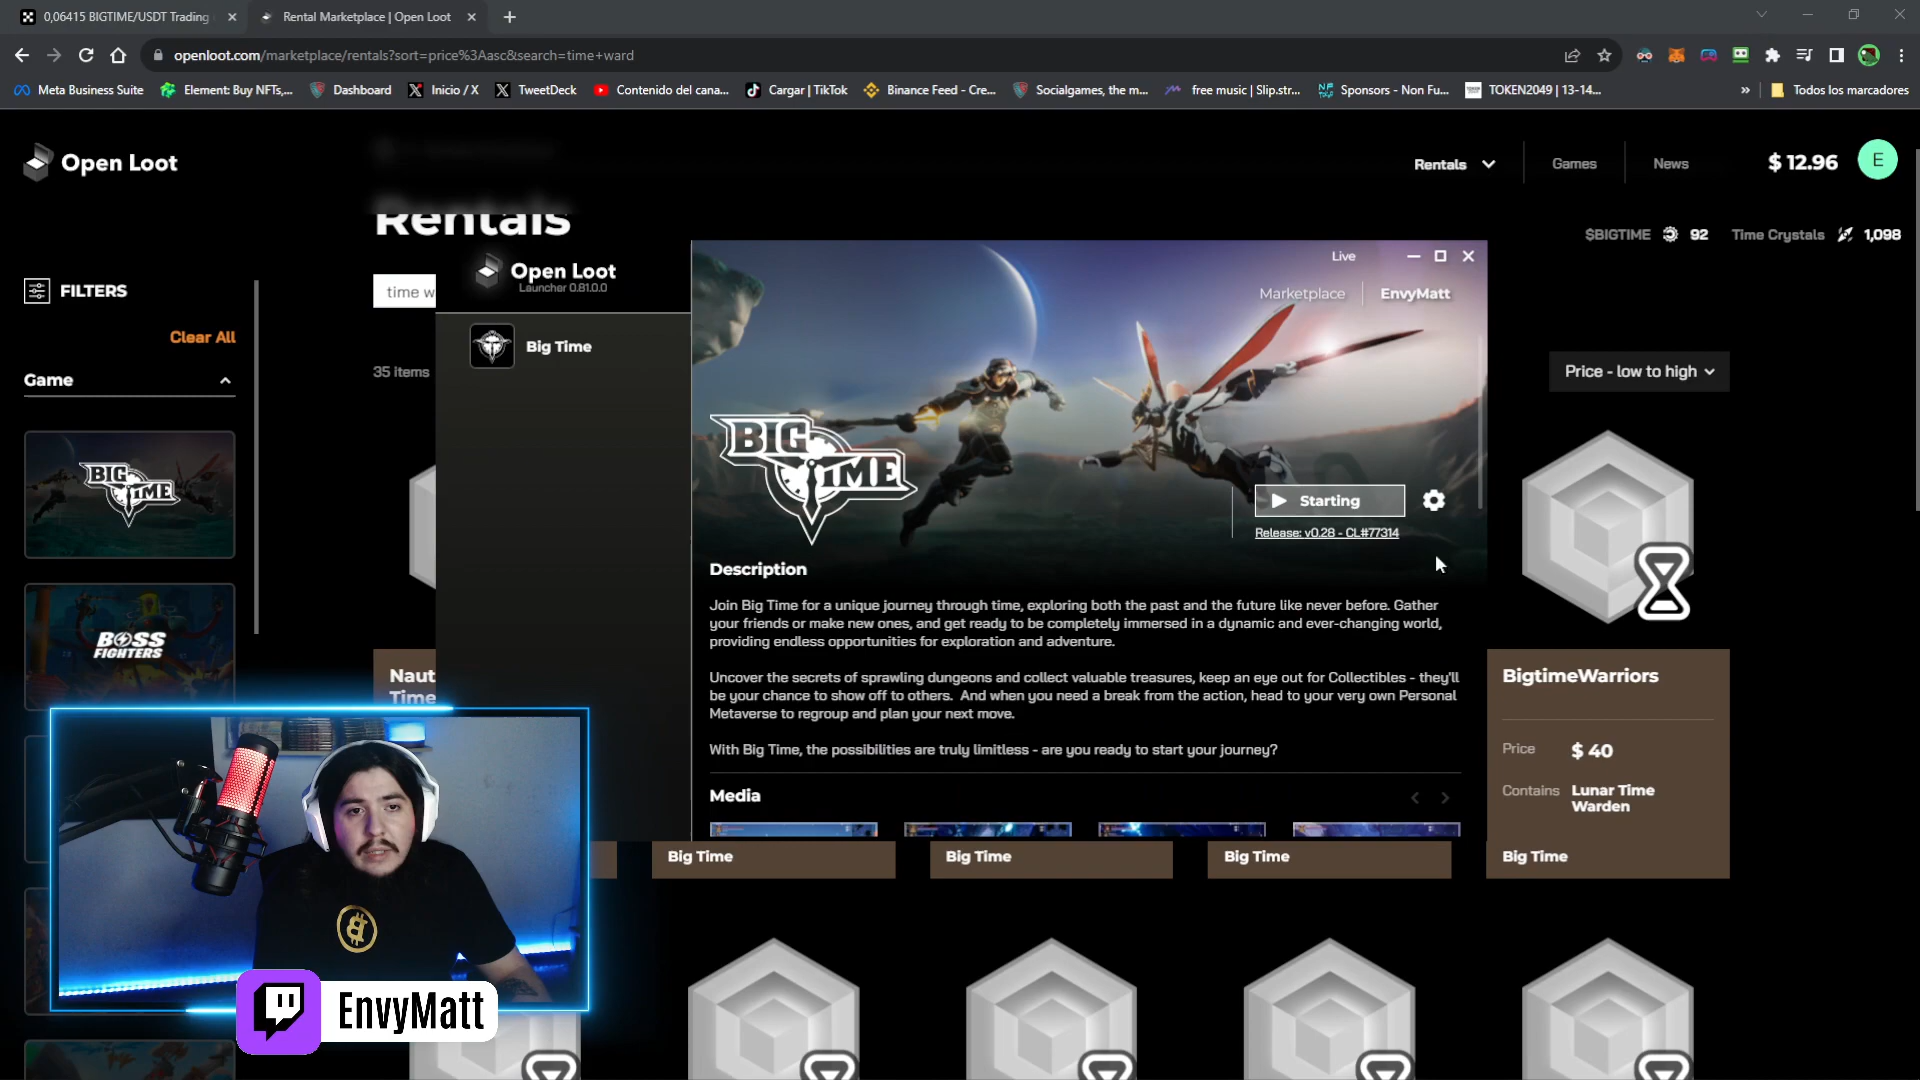 0,06415 BIGTIME/USDT Trading
Rental Marketplace | Open Loot
openloot.com/marketplace/rentals?sort=price%3Aasc&search=time+ward
Meta Business Suite
Element: Buy NFTs,...
Dashboard
Inicio / X
TweetDeck
Contenido del cana...
Cargar | TikTok
Binance Feed - Cre...
Socialgames, the m...
free music | Slip.str...
Sponsors - Non Fu...
TOKEN2049 | 13-14...
»
Todos los marcadores
Open Loot
Rentals
Games
News
$ 12.96
E
Rentals
$BIGTIME 92
Time Crystals 1,098
FILTERS
Clear All
Game
BIG TIME
BOSS
FIGHTERS
time w
35 items
Price - low to high
Open Loot
Launcher 0.81.0.0
Big Time
Live
Marketplace
EnvyMatt
BIG TIME
Starting
Release: v0.28 - CL#77314
Description
Join Big Time for a unique journey through time, exploring both the past and the future like never before. Gather
your friends or make new ones, and get ready to be completely immersed in a dynamic and ever-changing world,
providing endless opportunities for exploration and adventure.
Uncover the secrets of sprawling dungeons and collect valuable treasures, keep an eye out for Collectibles - they'll
be your chance to show off to others. And when you need a break from the action, head to your very own Personal
Metaverse to regroup and plan your next move.
With Big Time, the possibilities are truly limitless - are you ready to start your journey?
Media
Naut
Time
BigtimeWarriors
Price $ 40
Contains Lunar Time
Warden
Big Time
Big Time
Big Time
Big Time
EnvyMatt